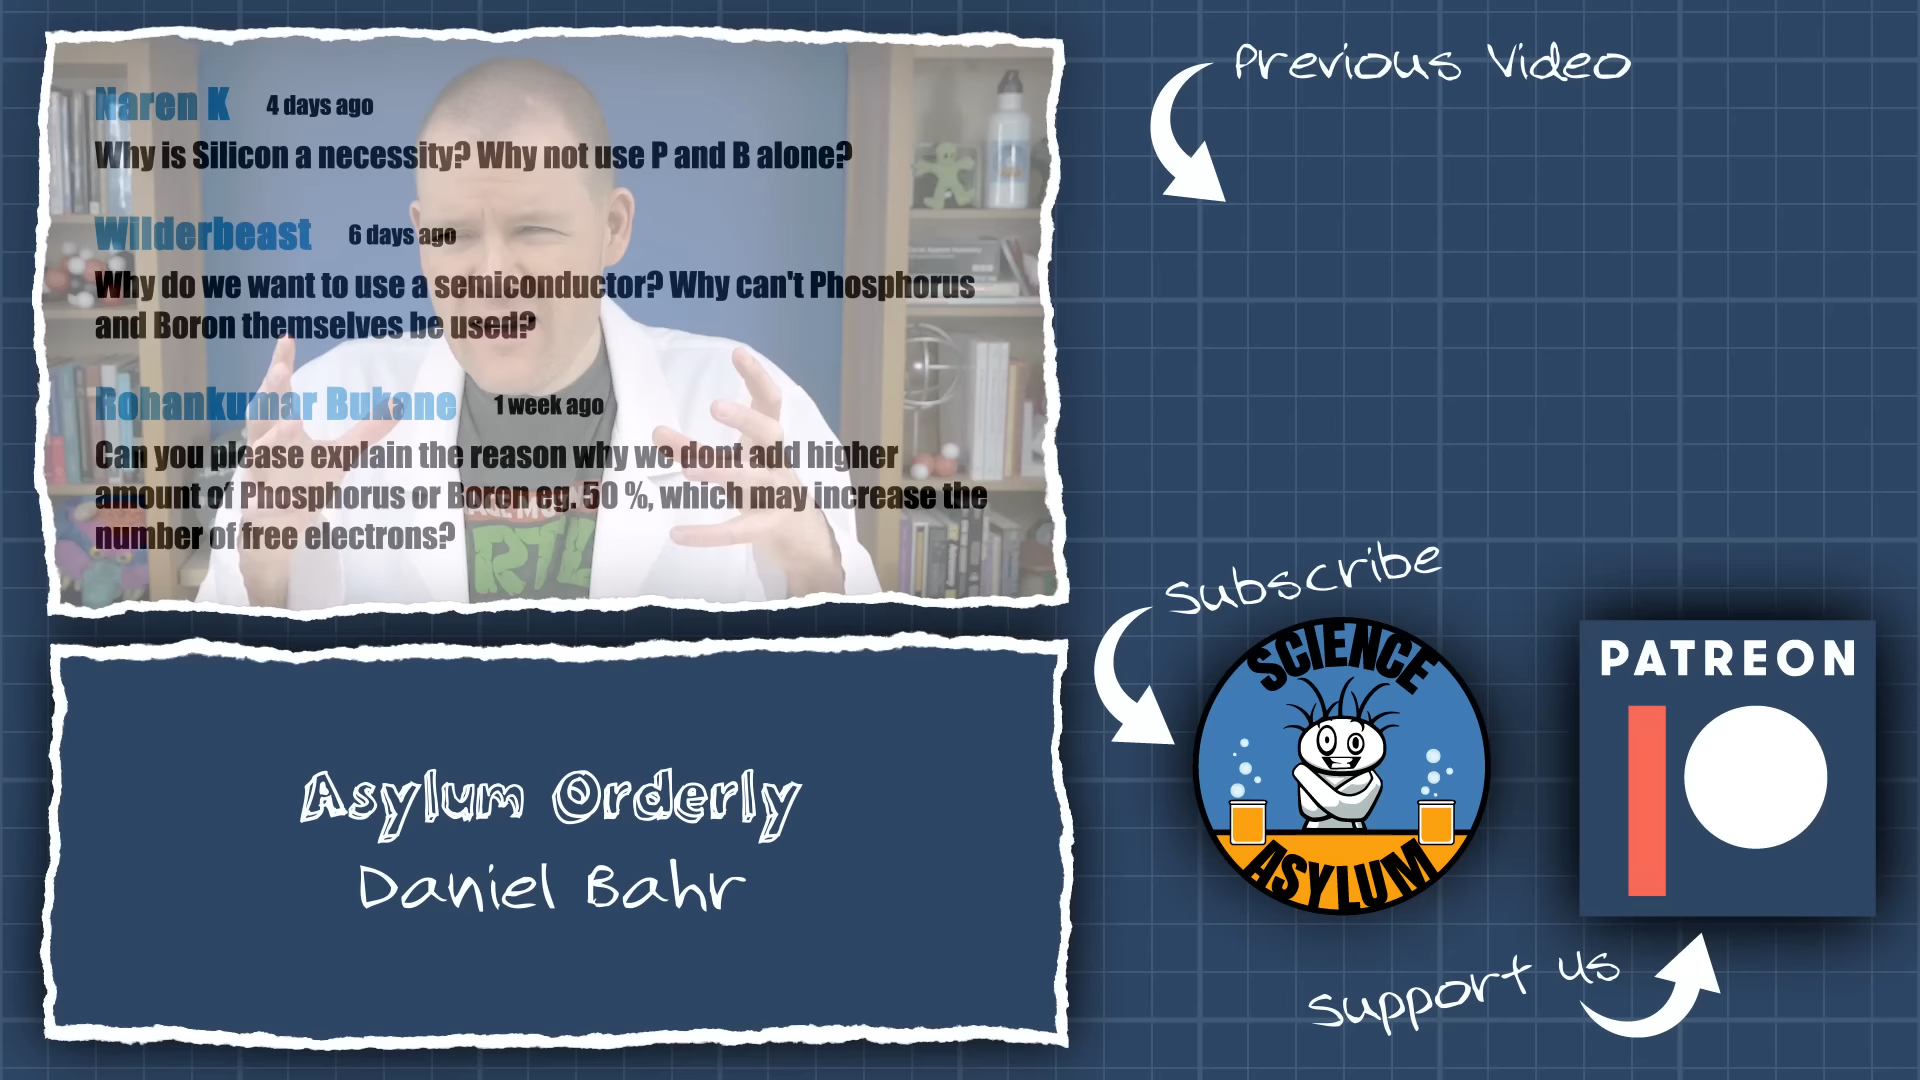 Naren K 4 days ago
Why is Silicon a necessity? Why not use P and B alone?
Wilderbeast 6 days ago
Why do we want to use a semiconductor? Why can't Phosphorus
and Boron themselves be used?
Rohankumar Bukane 1 week ago
Can you please explain the reason why we dont add higher
amount of Phosphorus or Boron eg. 50 %, which may increase the
number of free electrons?
Asylum Orderly
Daniel Bahr
Previous Video
Subscribe
SCIENCE
ASYLUM
PATREON
Support us